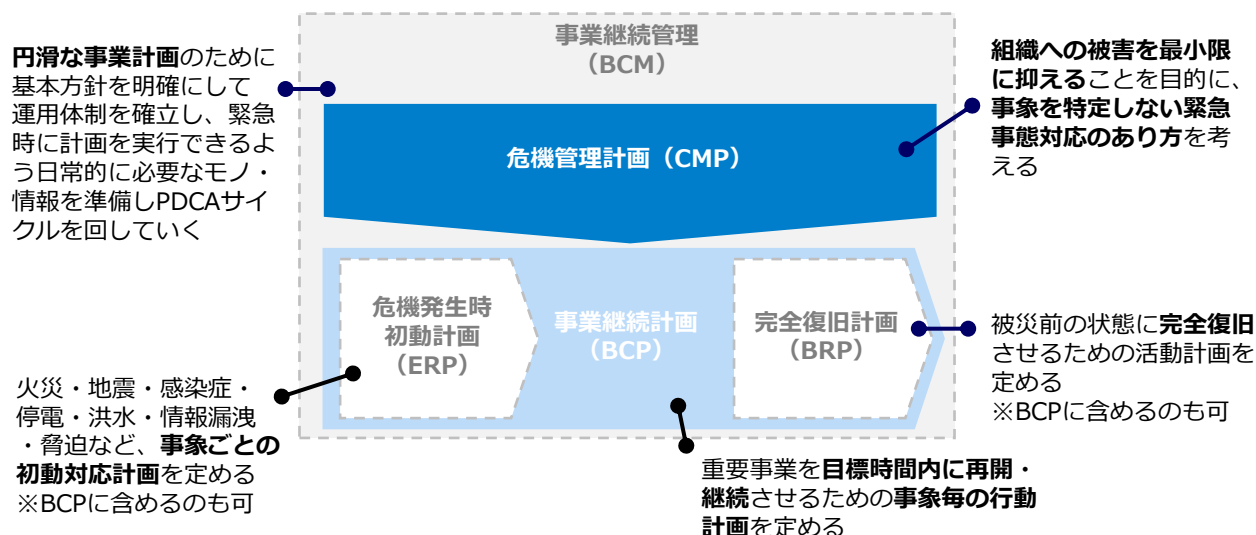 事業継続管理
（BCM）
円滑な事業計画のために
基本方針を明確にして
運用体制を確立し、緊急
時に計画を実行できるよ
う日常的に必要なモノ・
情報を準備しPDCAサイ
クルを回していく
組織への被害を最小限
に抑えることを目的に、
事象を特定しない緊急
事態対応のあり方を考
える
危機管理計画（CMP）
危機発生時
初動計画
（ERP）
事業継続計画
（BCP）
完全復旧計画
（BRP）
被災前の状態に完全復旧
させるための活動計画を
定める
※BCPに含めるのも可
火災・地震・感染症・
停電・洪水・情報漏洩
・脅迫など、事象ごとの
初動対応計画を定める
※BCPに含めるのも可
重要事業を目標時間内に再開・
継続させるための事象毎の行動
計画を定める